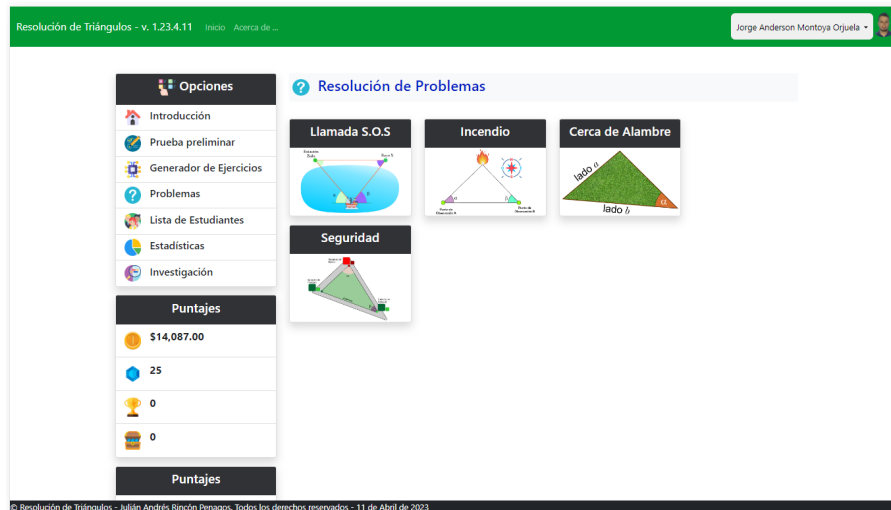 Resolución de Triángulos - v. 1.23.4.11 Inicio Acerca de ...
Jorge Anderson Montoya Orjuela
Opciones
Introducción
Prueba preliminar
Generador de Ejercicios
Problemas
Lista de Estudiantes
Estadísticas
Investigación
Puntajes
$14,087.00
25
0
0
Puntajes
Resolución de Problemas
Llamada S.O.S
Incendio
Cerca de Alambre
lado a
α
lado b
Seguridad
© Resolución de Triángulos - Julián Andrés Rincón Penagos. Todos los derechos reservados - 11 de Abril de 2023